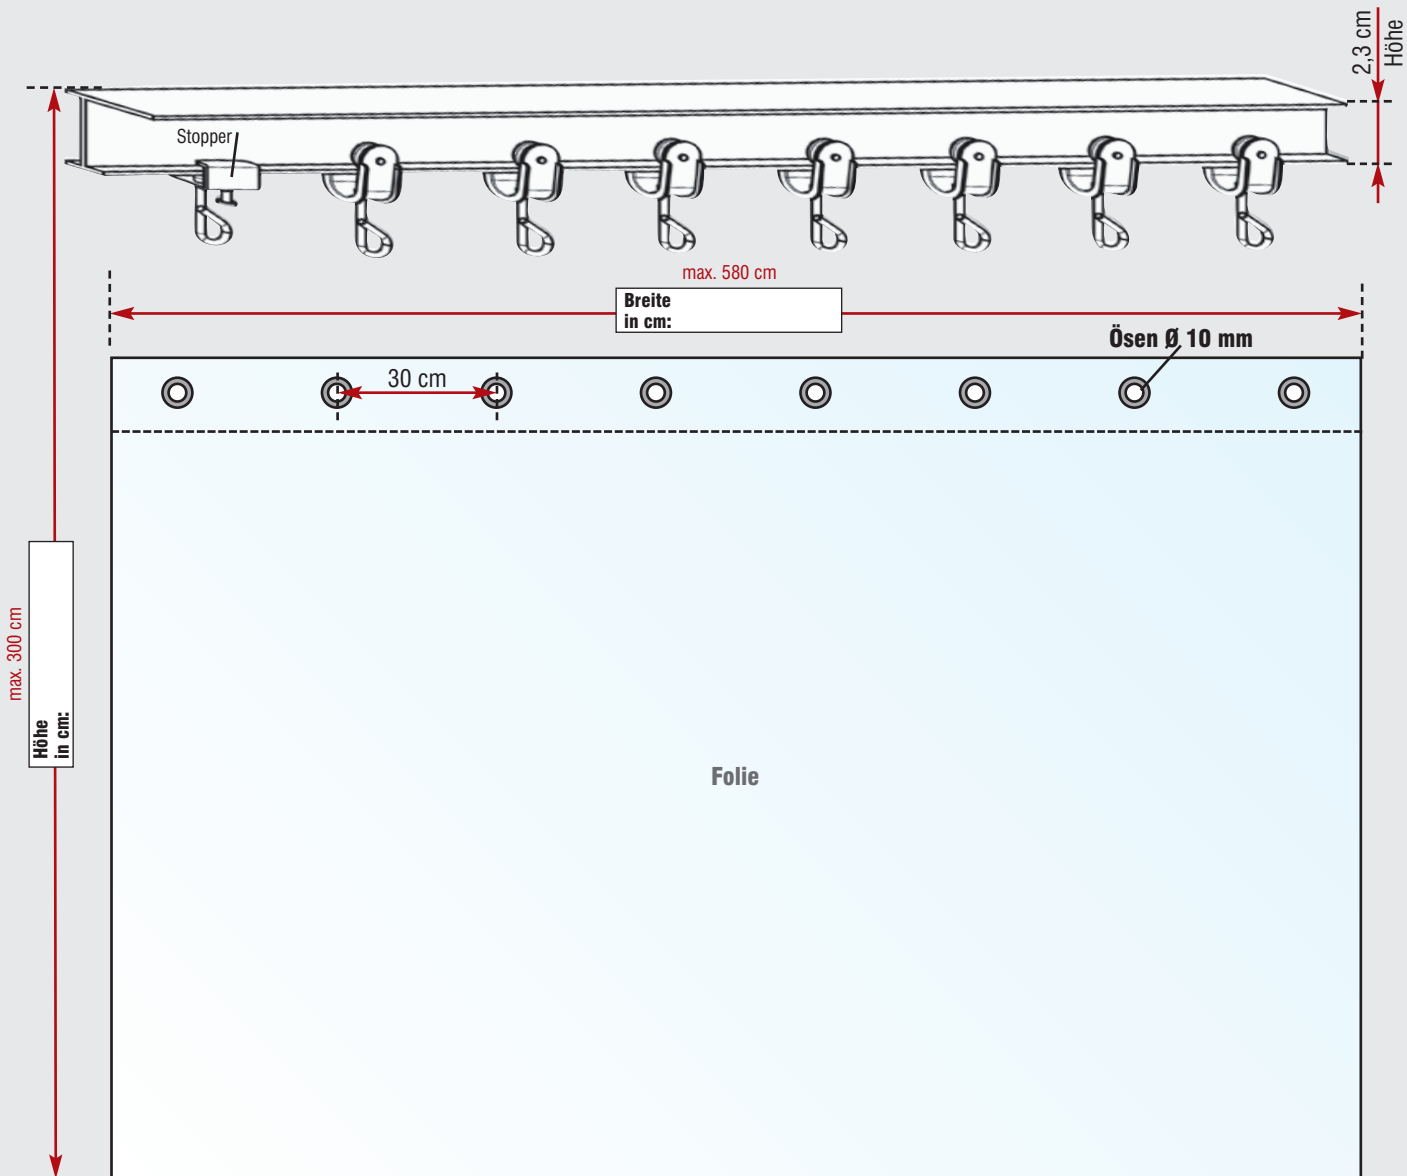 2,3 cm
Höhe
Stopper
max. 580 cm
Breite
in cm:
Ösen Ø 10 mm
30 cm
max. 300 cm
Höhe
in cm:
Folie